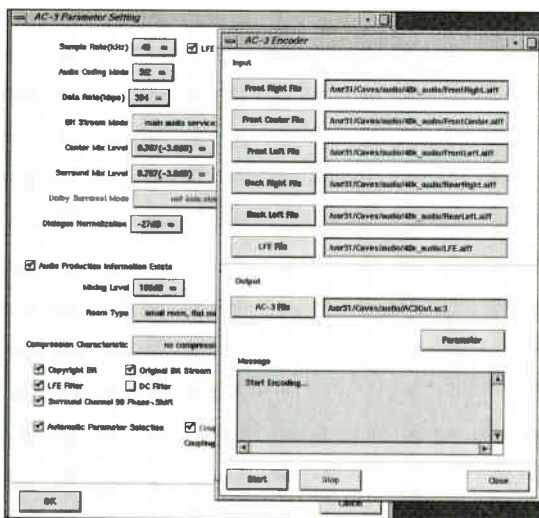 AC-3 Parameter Setting
Sample Rate(kHz) 48 LFE
Audio Coding Mode 3/2
Data Rate(kbps) 384
Bit Stream Mode main audio service
Center Mix Level 0.707(-3.0dB)
Surround Mix Level 0.707(-3.0dB)
Dolby Surround Mode
Dialogue Normalization -27dB
Audio Production Information Exists
Mixing Level 100dB
Room Type small room, flat
Compression Characteristic no
Copyright Bit Original Bit Stream
LFE Filter DC Filter
Surround Channel 90 Phase-Shift
Automatic Parameter Selection
Coupling
OK
Cancel
AC-3 Encoder
Input
Front Right File /usr31/Caves/audio/48k_audio/FrontRight.aiff
Front Center File /usr31/Caves/audio/48k_audio/FrontCenter.aiff
Front Left File /usr31/Caves/audio/48k_audio/FrontLeft.aiff
Back Right File /usr31/Caves/audio/48k_audio/RearRight.aiff
Back Left File /usr31/Caves/audio/48k_audio/RearLeft.aiff
LFE File /usr31/Caves/audio/48k_audio/LFE.aiff
Output
AC-3 File /usr31/Caves/audio/AC3Out.ac3
Parameter
Message
Start Encoding...
Start Stop Close